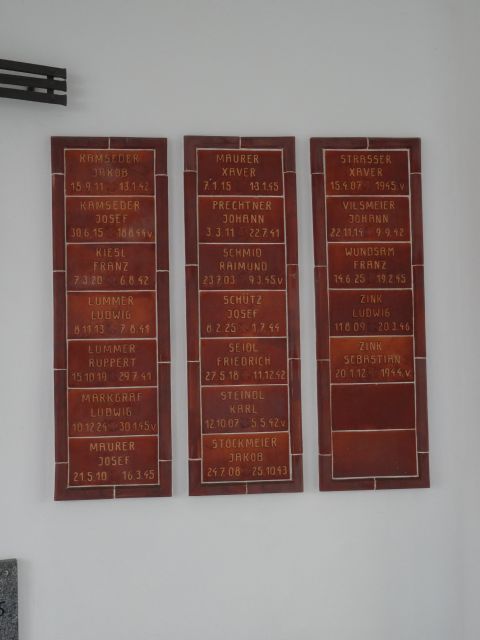 KAMSEDER
JAKOB
15.9.11 13.1.42
KAMSEDER
JOSEF
30.6.15 18.8.44v
KIESL
FRANZ
7.3.20 6.8.42
LUMMER
LUDWIG
8.11.13 7.8.41
LUMMER
RUPPERT
15.10.19 29.7.41
MARKGRAF
LUDWIG
10.12.24 30.1.45v
MAURER
JOSEF
21.5.10 16.3.45
MAURER
XAVER
7.1.15 13.1.45
PRECHTNER
JOHANN
3.3.11 22.7.41
SCHMID
RAIMUND
23.7.03 9.3.45v
SCHÜTZ
JOSEF
8.2.25 1.7.44
SEIDL
FRIEDRICH
27.5.18 11.12.42
STEINDL
KARL
12.10.07 5.5.42v
STOCKMEIER
JAKOB
24.7.08 25.10.43
STRASSER
XAVER
15.4.07 1945.v
VILSMEIER
JOHANN
22.11.14 9.9.42
WUNDSAM
FRANZ
14.6.25 19.2.45
ZINK
LUDWIG
11.8.09 20.3.46
ZINK
SEBASTIAN
20.1.12 1944.v